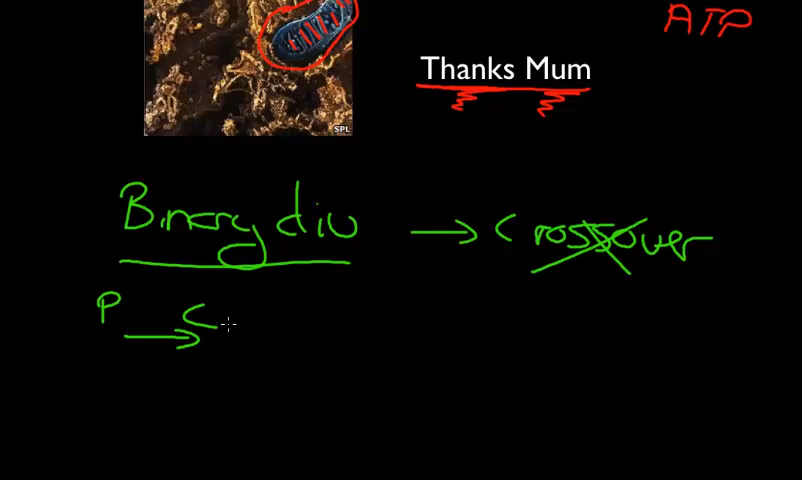 ATP
Thanks Mum
SPL
Binary div → Crossover
P → C